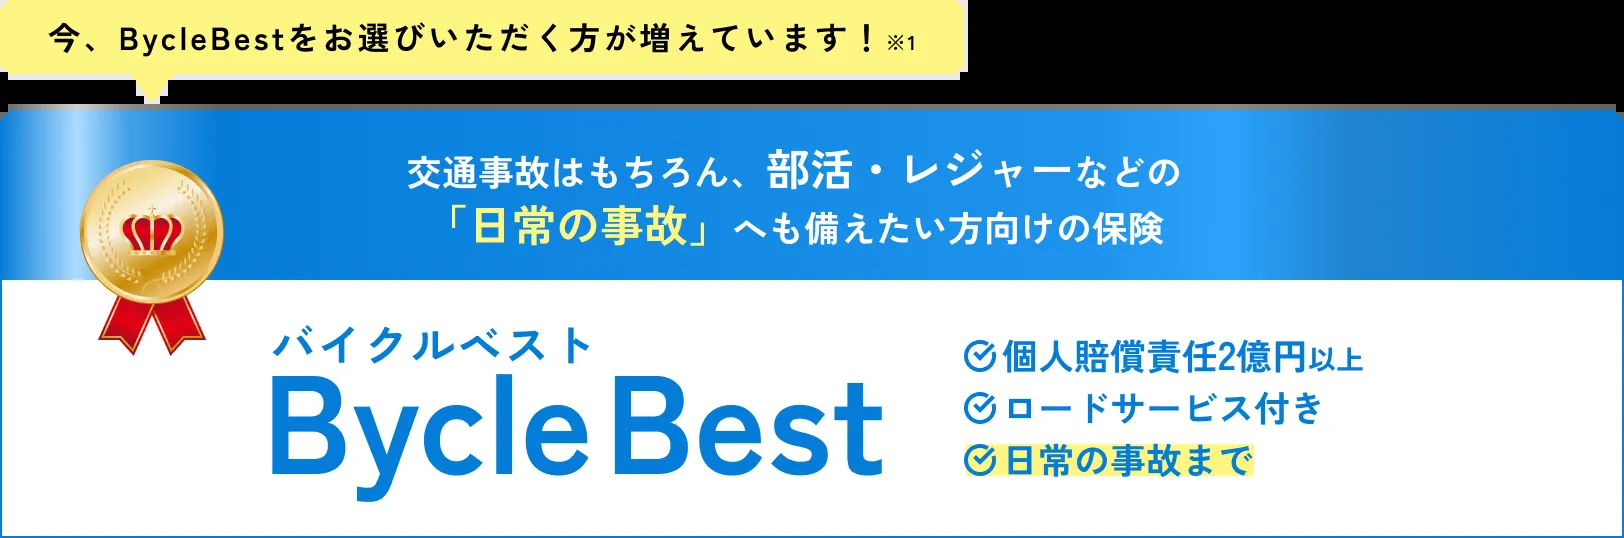 今、BycleBestをお選びいただく方が増えています！※1
交通事故はもちろん、部活・レジャーなどの
「日常の事故」へも備えたい方向けの保険
バイクルベスト
Bycle Best
個人賠償責任2億円以上
ロードサービス付き
日常の事故まで